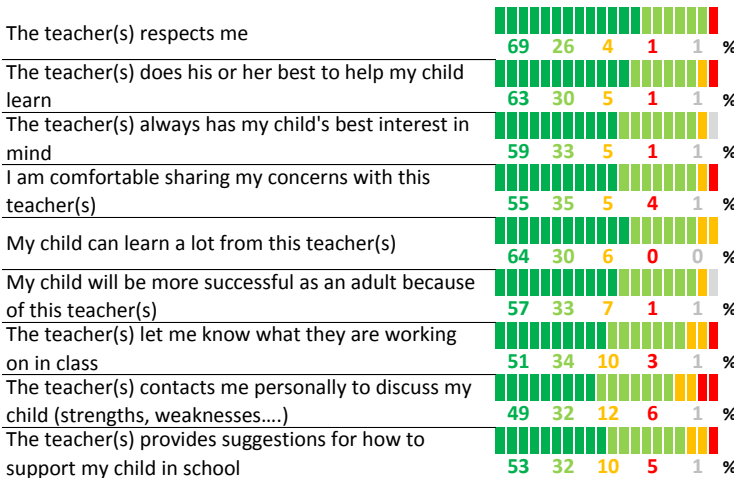 The teacher(s) respects me
69 26 4 1 1 %
The teacher(s) does his or her best to help my child
learn
63 30 5 1 1 %
The teacher(s) always has my child's best interest in
mind
59 33 5 1 1 %
I am comfortable sharing my concerns with this
teacher(s)
55 35 5 4 1 %
My child can learn a lot from this teacher(s)
64 30 6 0 0 %
My child will be more successful as an adult because
of this teacher(s)
57 33 7 1 1 %
The teacher(s) let me know what they are working
on in class
51 34 10 3 1 %
The teacher(s) contacts me personally to discuss my
child (strengths, weaknesses....)
49 32 12 6 1 %
The teacher(s) provides suggestions for how to
support my child in school
53 32 10 5 1 %